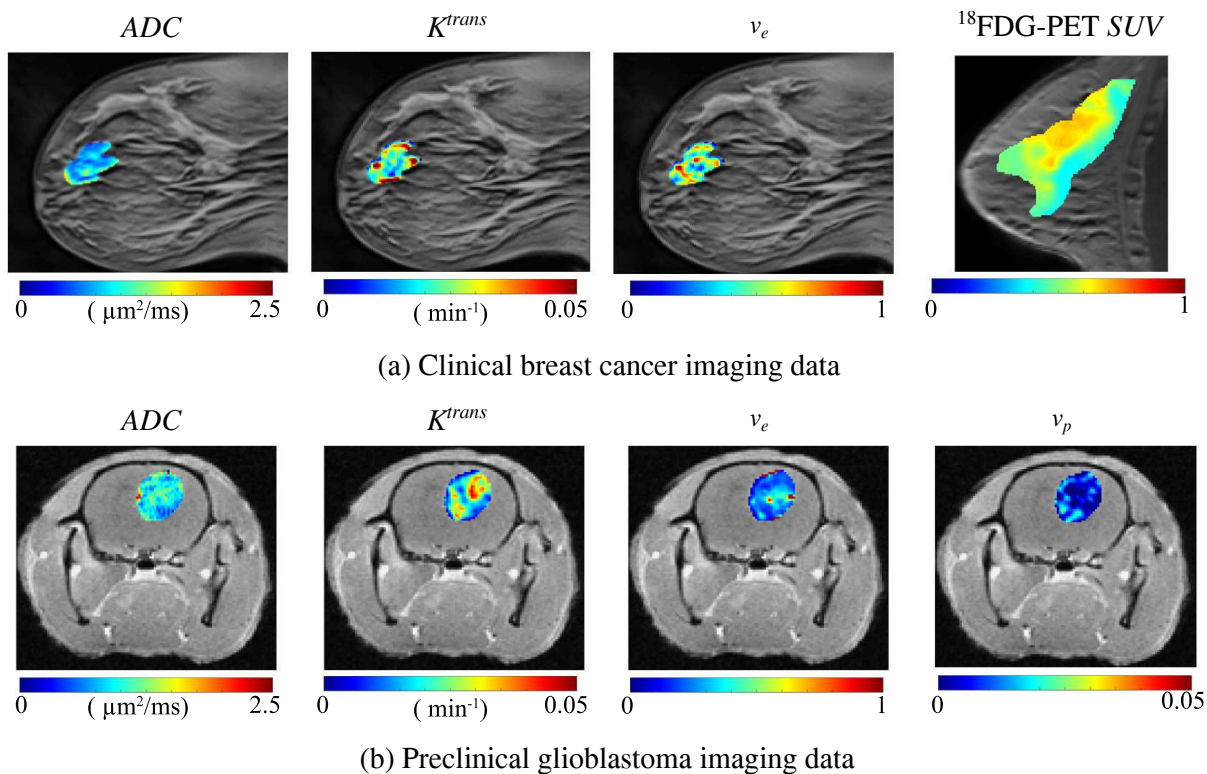 ADC K^trans v_e ^18FDG-PET SUV
0 ( µm²/ms) 2.5 0 ( min⁻¹) 0.05 0 1 0 1
(a) Clinical breast cancer imaging data
ADC K^trans v_e v_p
0 ( µm²/ms) 2.5 0 ( min⁻¹) 0.05 0 1 0 0.05
(b) Preclinical glioblastoma imaging data